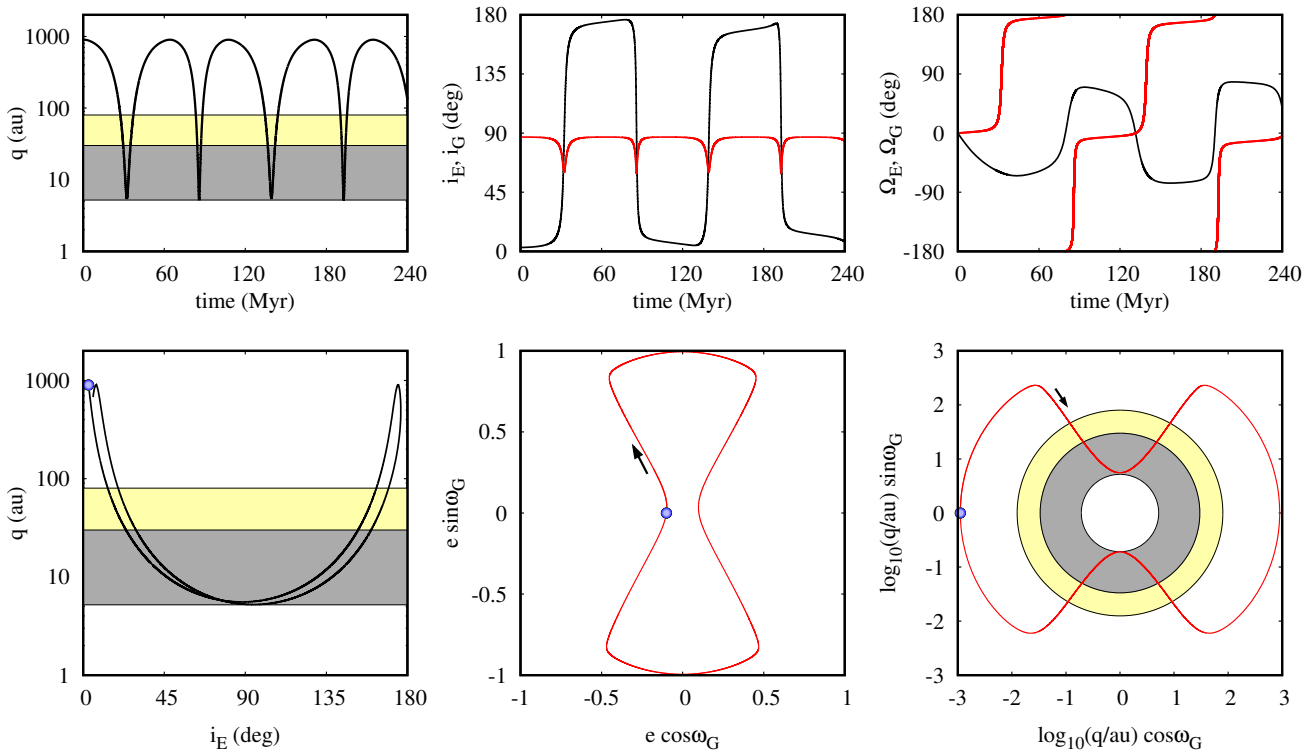 q (au)
1000
100
10
1
0 60 120 180 240
time (Myr)
i_E, i_G (deg)
180
135
90
45
0
0 60 120 180 240
time (Myr)
Ω_E, Ω_G (deg)
180
90
0
-90
-180
0 60 120 180 240
time (Myr)
q (au)
1000
100
10
1
0 45 90 135 180
i_E (deg)
e sinω_G
1
0.5
0
-0.5
-1
-1 -0.5 0 0.5 1
e cosω_G
log₁₀(q/au) sinω_G
3
2
1
0
-1
-2
-3
-3 -2 -1 0 1 2 3
log₁₀(q/au) cosω_G